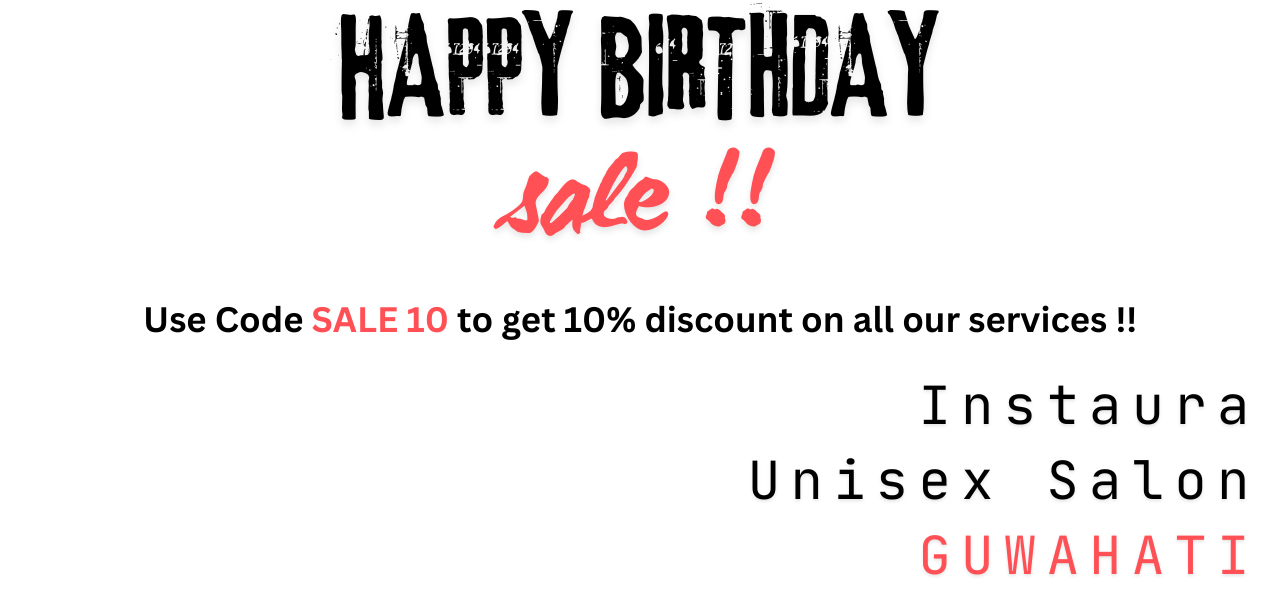 HAPPY BIRTHDAY
sale !!
Use Code SALE 10 to get 10% discount on all our services !!
Instaura
Unisex Salon
GUWAHATI